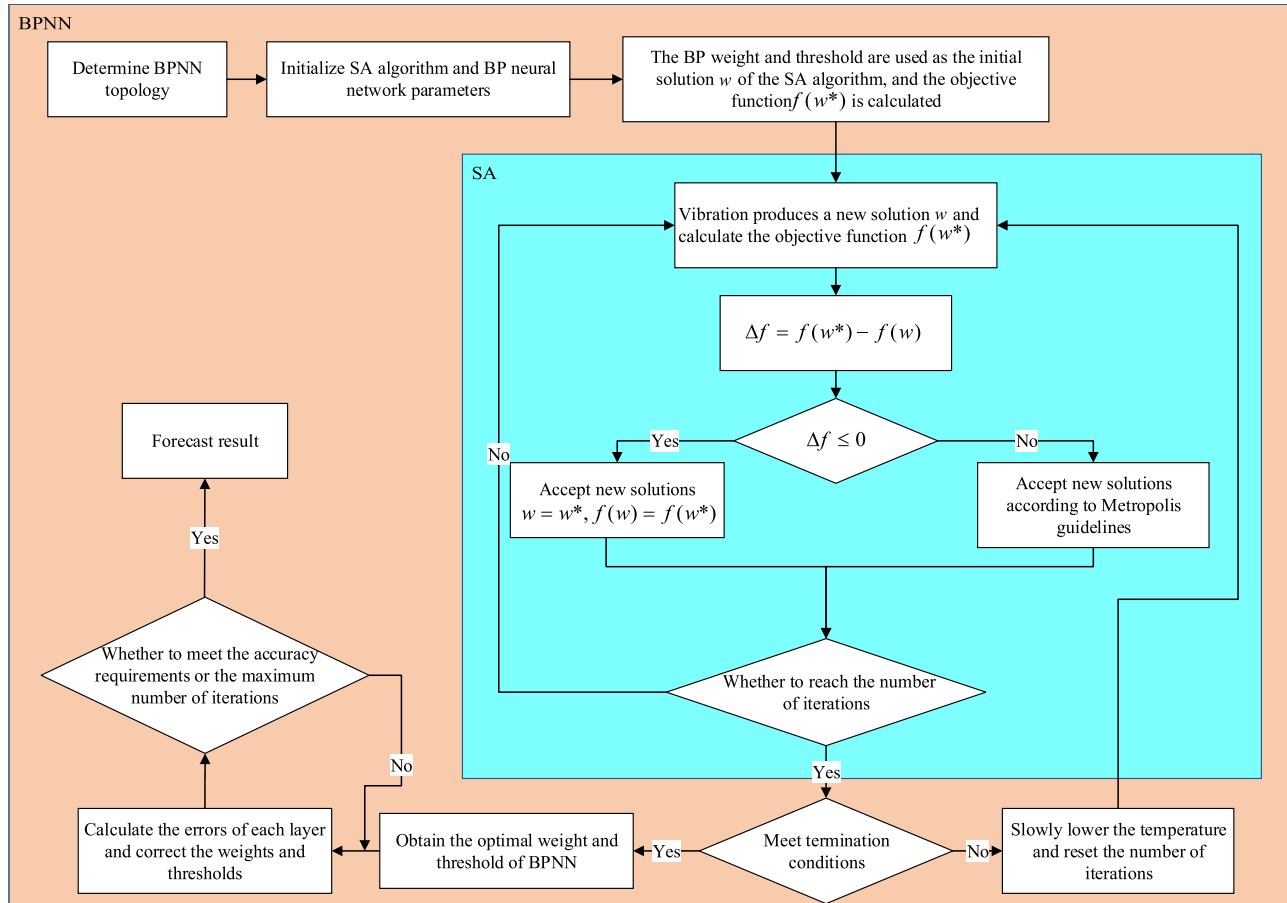 BPNN
Determine BPNN
topology
Initialize SA algorithm and BP neural
network parameters
The BP weight and threshold are used as the initial
solution w of the SA algorithm, and the objective
function f(w*) is calculated
SA
Vibration produces a new solution w and
calculate the objective function f(w*)
Δf = f(w*) − f(w)
Δf ≤ 0
Yes
No
Accept new solutions
w = w*, f(w) = f(w*)
Accept new solutions
according to Metropolis
guidelines
No
Whether to reach the number
of iterations
Yes
Meet termination
conditions
No
Slowly lower the temperature
and reset the number of
iterations
Yes
Obtain the optimal weight and
threshold of BPNN
Calculate the errors of each layer
and correct the weights and
thresholds
Whether to meet the accuracy
requirements or the maximum
number of iterations
No
Yes
Forecast result